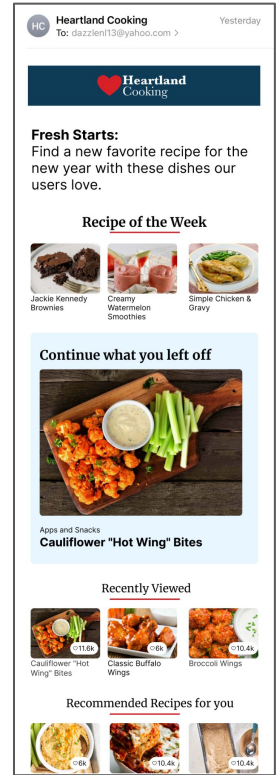 HC
Heartland Cooking
Yesterday
To: dazzlenl13@yahoo.com >
Heartland
Cooking
Fresh Starts:
Find a new favorite recipe for the
new year with these dishes our
users love.
Recipe of the Week
Jackie Kennedy
Brownies
Creamy
Watermelon
Smoothies
Simple Chicken &
Gravy
Continue what you left off
Apps and Snacks
Cauliflower "Hot Wing" Bites
Recently Viewed
♡11.6k
♡6k
♡10.4k
Cauliflower "Hot
Wing" Bites
Classic Buffalo
Wings
Broccoli Wings
Recommended Recipes for you
♡6k
♡10.4k
♡10.4k